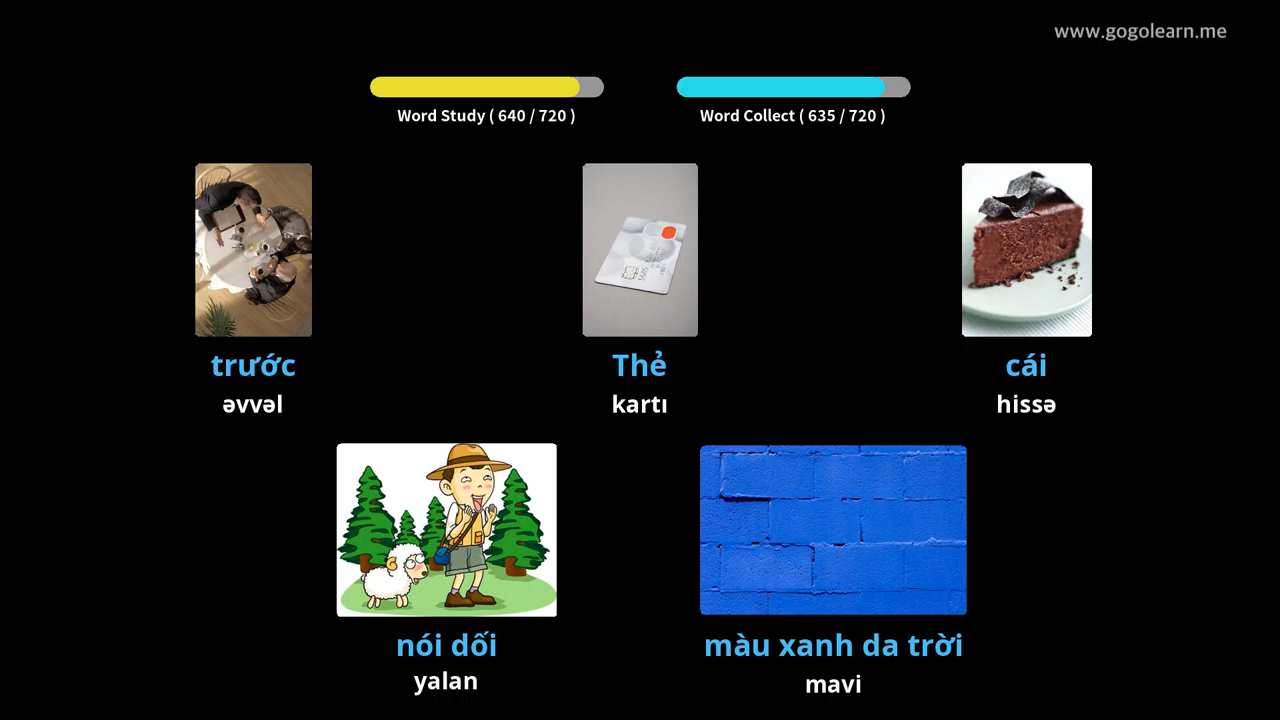 www.gogolearn.me
Word Study ( 640 / 720 )
Word Collect ( 635 / 720 )
trước
əvvəl
Thẻ
kartı
cái
hissə
nói dối
yalan
màu xanh da trời
mavi